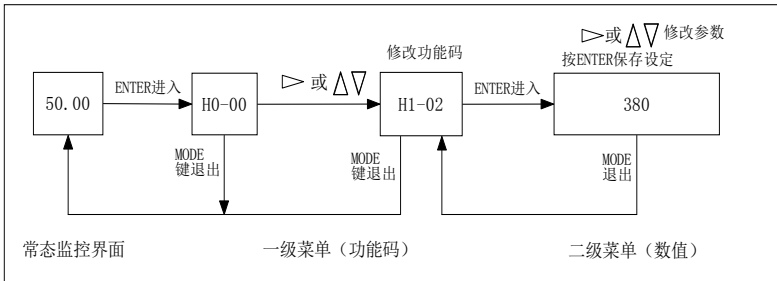 或 修改参数
修改功能码
按ENTER保存设定
ENTER进入
或
ENTER进入
50.00
H0-00
H1-02
380
MODE
键退出
MODE
键退出
MODE
退出
常态监控界面
一级菜单（功能码）
二级菜单（数值）